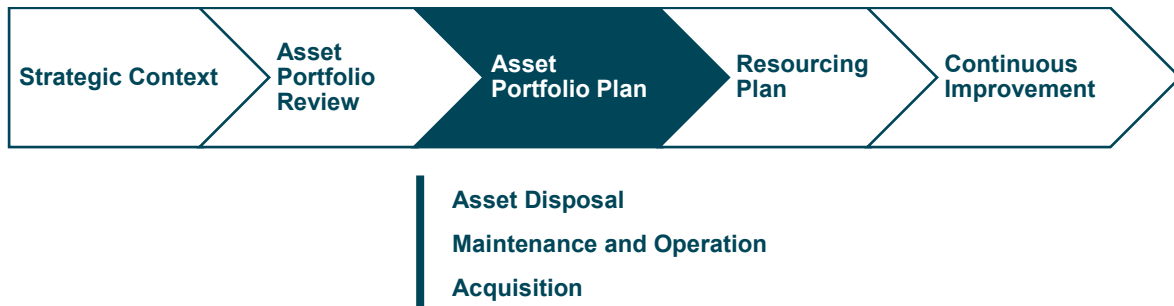 Strategic Context
Asset
Portfolio
Review
Asset
Portfolio Plan
Resourcing
Plan
Continuous
Improvement
Asset Disposal
Maintenance and Operation
Acquisition